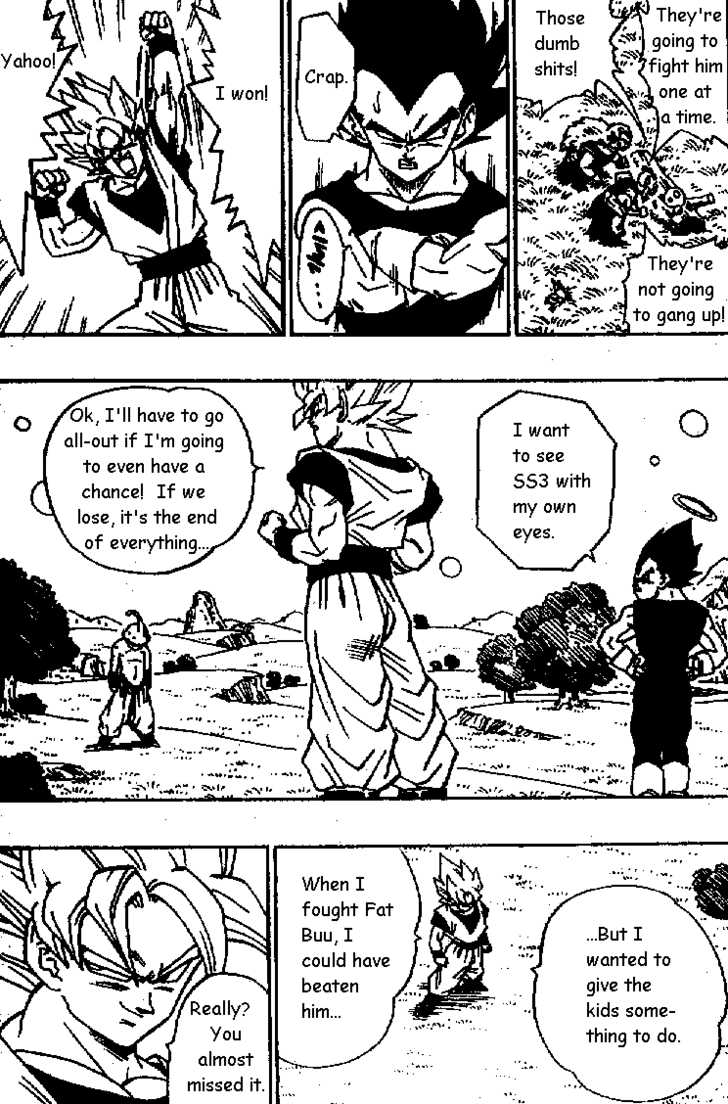 Yahoo!
I won!
Crap.
Those
dumb
shits!
They're
going to
fight him
one at
a time.
They're
not going
to gang up!
Ok, I'll have to go
all-out if I'm going
to even have a
chance! If we
lose, it's the end
of everything...
I want
to see
SS3 with
my own
eyes.
Really?
You
almost
missed it.
When I
fought Fat
Buu, I
could have
beaten
him...
...But I
wanted to
give the
kids some-
thing to do.